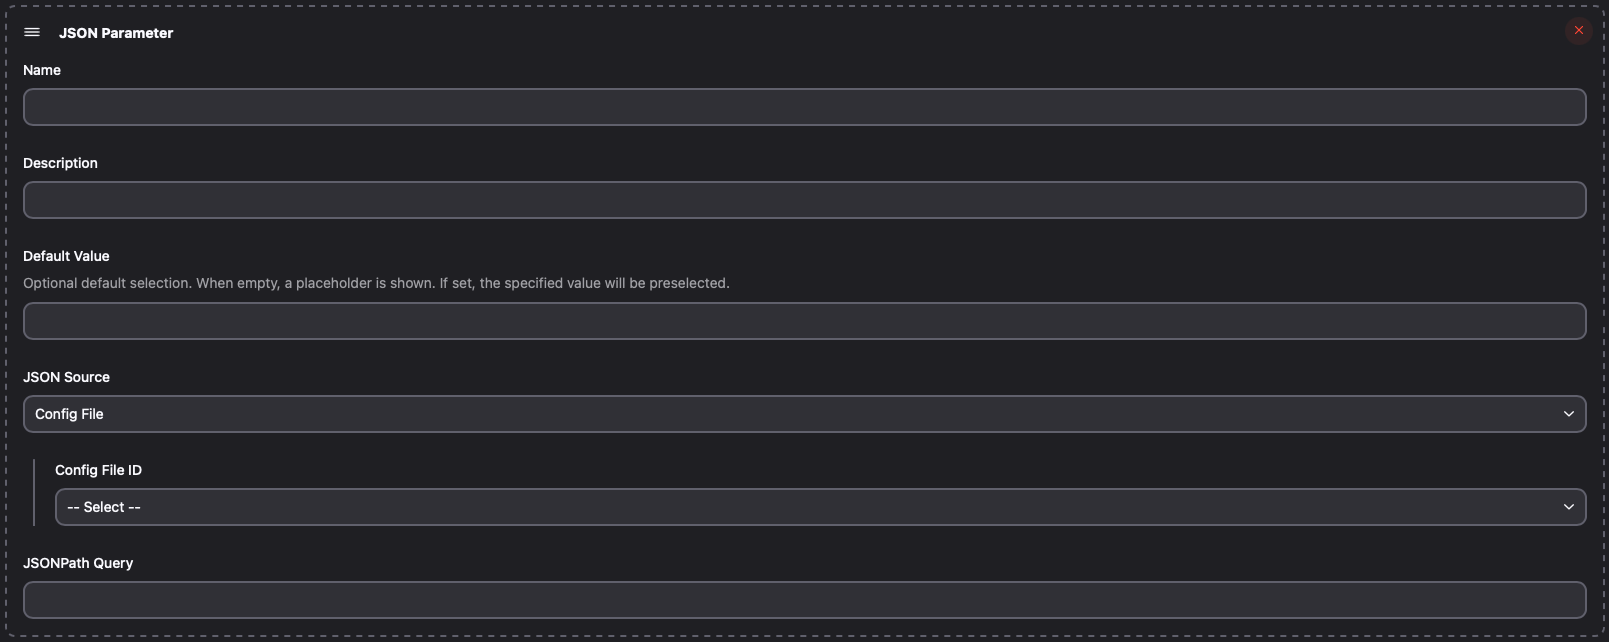 JSON Parameter
Name
Description
Default Value
Optional default selection. When empty, a placeholder is shown. If set, the specified value will be preselected.
JSON Source
Config File
Config File ID
-- Select --
JSONPath Query